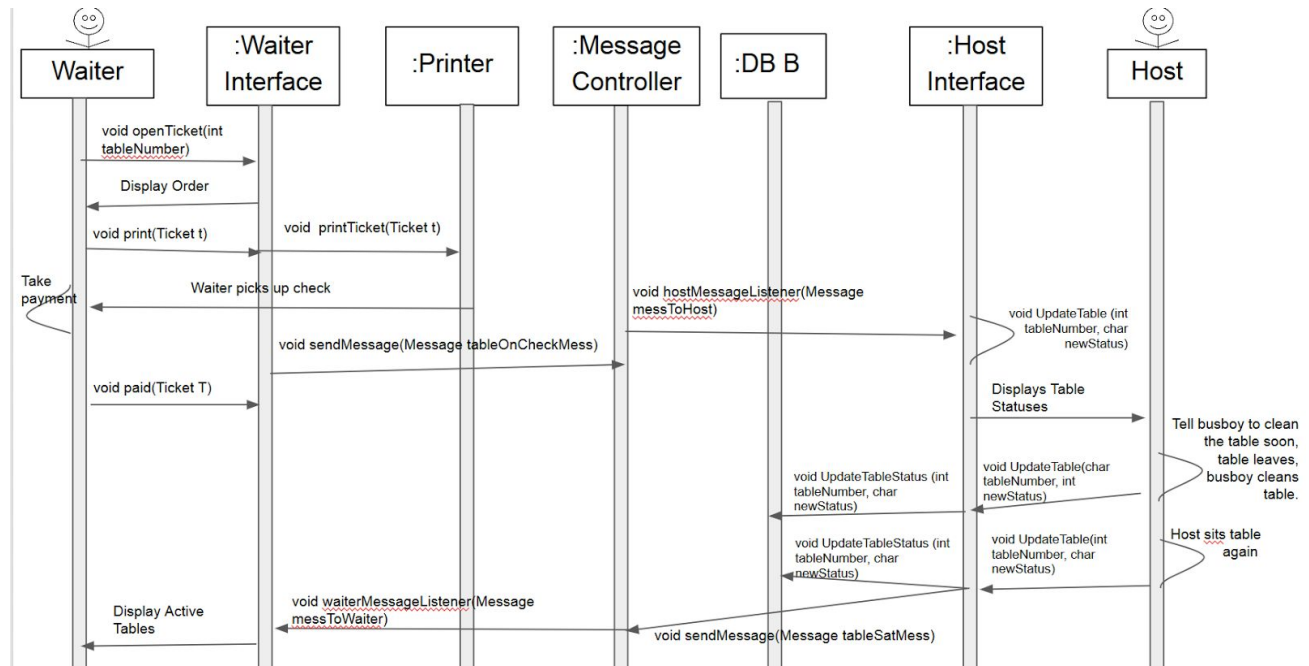 Waiter
:Waiter
Interface
:Printer
:Message
Controller
:DB B
:Host
Interface
Host
void openTicket(int
tableNumber)
Display Order
void print(Ticket t)
void printTicket(Ticket t)
Take
payment
Waiter picks up check
void hostMessageListener(Message
messToHost)
void UpdateTable (int
tableNumber, char
newStatus)
void sendMessage(Message tableOnCheckMess)
void paid(Ticket T)
Displays Table
Statuses
Tell busboy to clean
the table soon,
table leaves,
busboy cleans
table.
void UpdateTableStatus (int
tableNumber, char
newStatus)
void UpdateTable(char
tableNumber, int
newStatus)
Host sits table
again
void UpdateTableStatus (int
tableNumber, char
newStatus)
void UpdateTable(int
tableNumber, char
newStatus)
void waiterMessageListener(Message
messToWaiter)
Display Active
Tables
void sendMessage(Message tableSatMess)